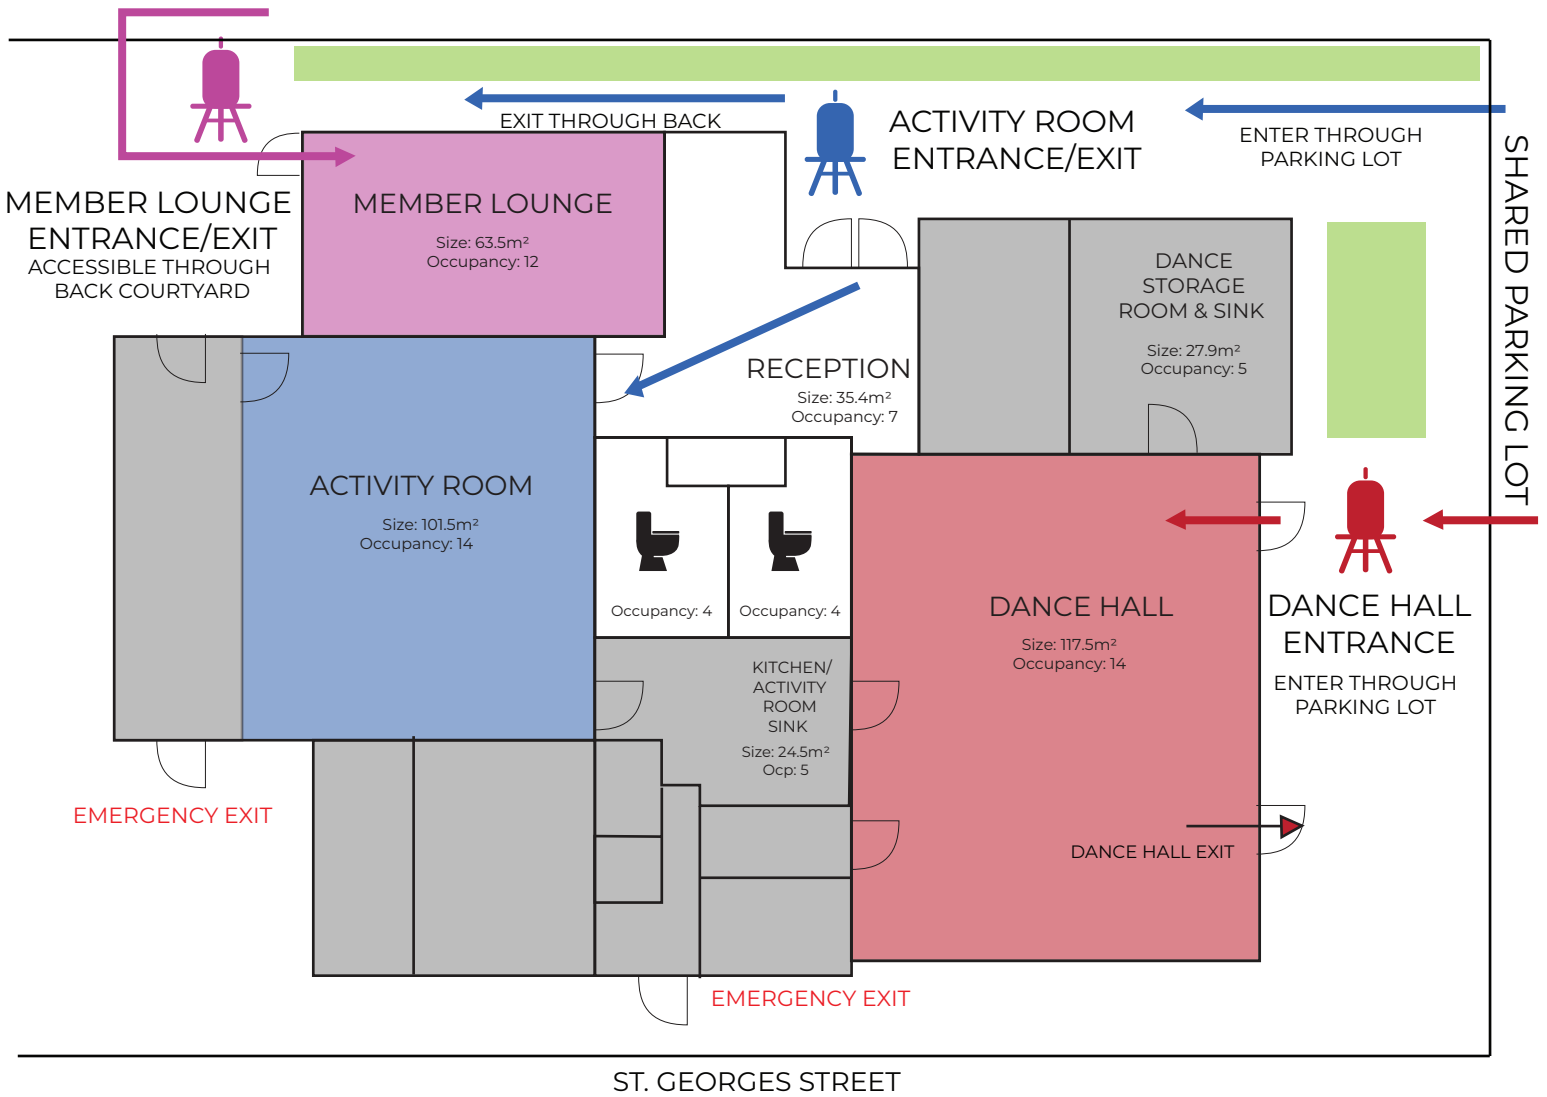 EXIT THROUGH BACK
ACTIVITY ROOM
ENTRANCE/EXIT
ENTER THROUGH
PARKING LOT
SHARED PARKING LOT
MEMBER LOUNGE
ENTRANCE/EXIT
ACCESSIBLE THROUGH
BACK COURTYARD
MEMBER LOUNGE
Size: 63.5m²
Occupancy: 12
DANCE
STORAGE
ROOM & SINK
Size: 27.9m²
Occupancy: 5
RECEPTION
Size: 35.4m²
Occupancy: 7
ACTIVITY ROOM
Size: 101.5m²
Occupancy: 14
Occupancy: 4
Occupancy: 4
DANCE HALL
Size: 117.5m²
Occupancy: 14
DANCE HALL
ENTRANCE
ENTER THROUGH
PARKING LOT
KITCHEN/
ACTIVITY
ROOM
SINK
Size: 24.5m²
Ocp: 5
EMERGENCY EXIT
DANCE HALL EXIT
EMERGENCY EXIT
ST. GEORGES STREET